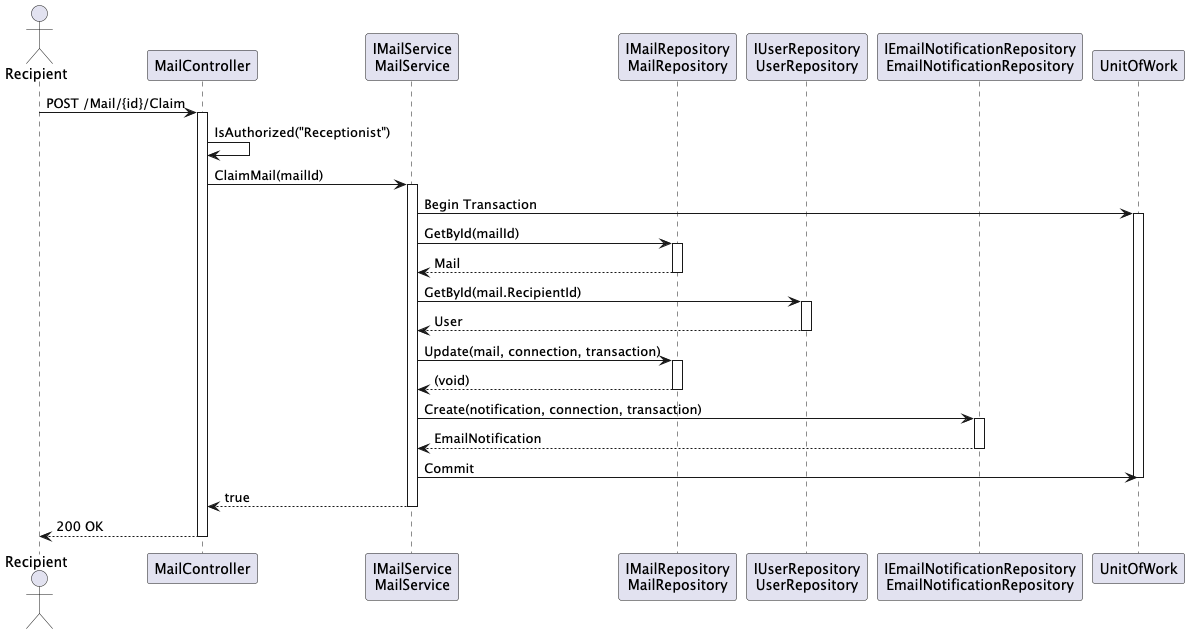 Recipient
MailController
IMailService
MailService
IMailRepository
MailRepository
IUserRepository
UserRepository
IEmailNotificationRepository
EmailNotificationRepository
UnitOfWork
POST /Mail/{id}/Claim
IsAuthorized("Receptionist")
ClaimMail(mailId)
Begin Transaction
GetById(mailId)
Mail
GetById(mail.RecipientId)
User
Update(mail, connection, transaction)
(void)
Create(notification, connection, transaction)
EmailNotification
Commit
true
200 OK
Recipient
MailController
IMailService
MailService
IMailRepository
MailRepository
IUserRepository
UserRepository
IEmailNotificationRepository
EmailNotificationRepository
UnitOfWork